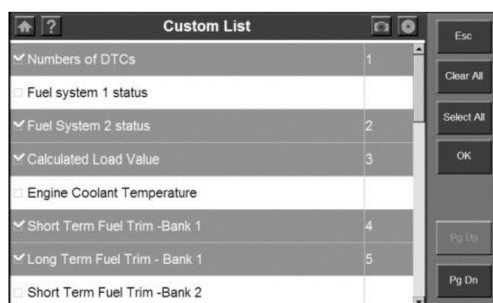 ? Custom List
Esc
Numbers of DTCs 1
Clear All
Fuel system 1 status
Select All
Fuel System 2 status 2
Calculated Load Value 3
OK
Engine Coolant Temperature
Short Term Fuel Trim -Bank 1 4
Pg Up
Long Term Fuel Trim - Bank 1 5
Pg Dn
Short Term Fuel Trim -Bank 2